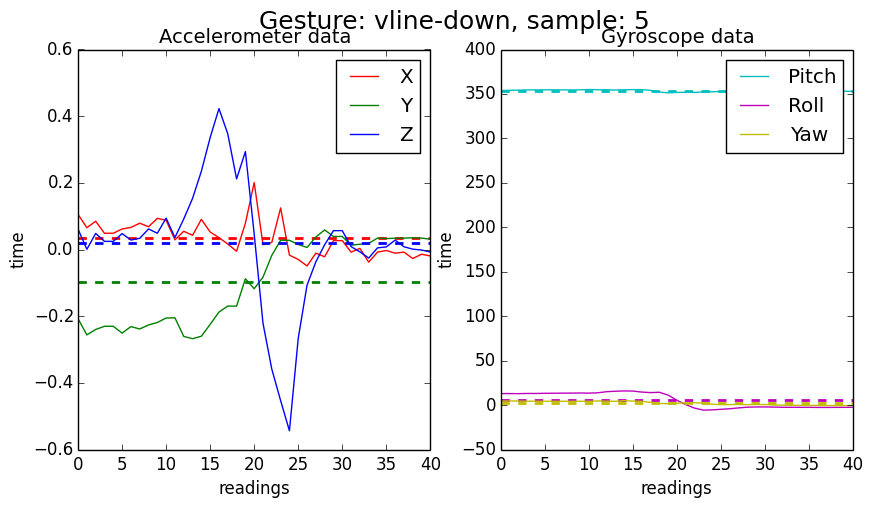 Gesture: vline-down, sample: 5
Accelerometer data
0.6
0.4
0.2
0.0
−0.2
−0.4
−0.6
time
X
Y
Z
0 5 10 15 20 25 30 35 40
readings
Gyroscope data
400
350
300
250
200
150
100
50
0
−50
time
Pitch
Roll
Yaw
0 5 10 15 20 25 30 35 40
readings